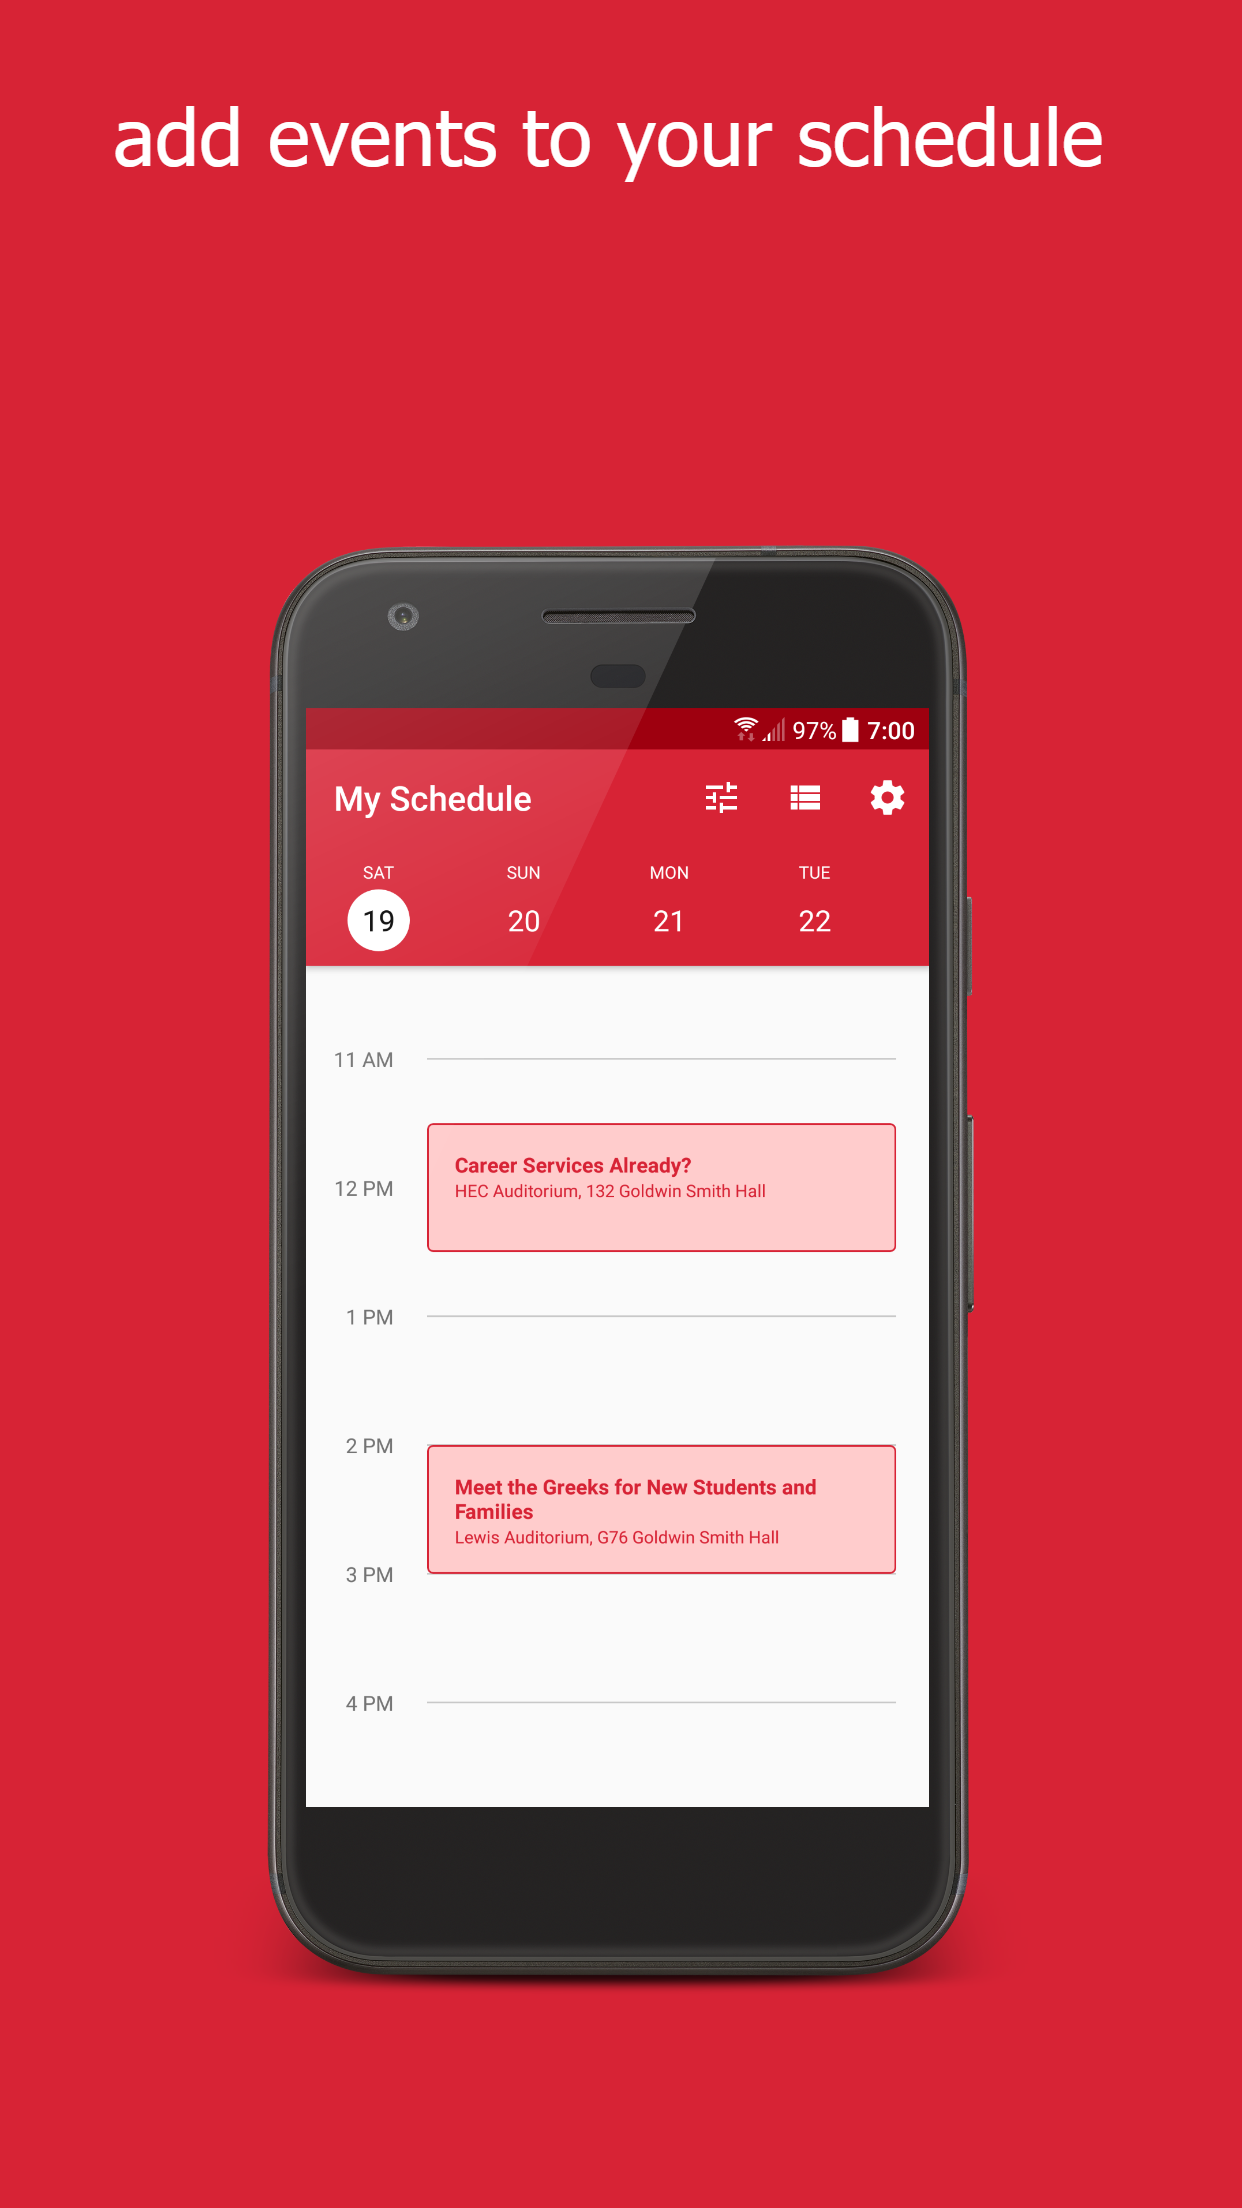 add events to your schedule
97% 7:00
My Schedule
SAT SUN MON TUE
19 20 21 22
11 AM
Career Services Already?
12 PM
HEC Auditorium, 132 Goldwin Smith Hall
1 PM
2 PM
Meet the Greeks for New Students and
Families
Lewis Auditorium, G76 Goldwin Smith Hall
3 PM
4 PM